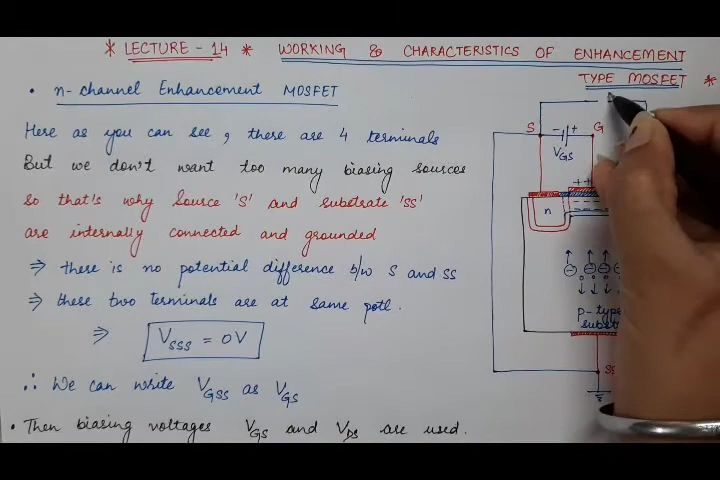 * LECTURE - 14 * WORKING & CHARACTERISTICS OF ENHANCEMENT
TYPE MOSFET *
• n-channel Enhancement MOSFET
Here as you can see, there are 4 terminals
But we don't want too many biasing sources
so that's why Source 'S' and substrate 'SS'
are internally connected and grounded
⇒ there is no potential difference b/w S and SS
⇒ these two terminals are at same potl.
⇒ VSSS = 0V
∴ We can write VGSS as VGS
• Then biasing voltages VGS and VDS are used.
S - + G
VGS
++
n
p-type
SS